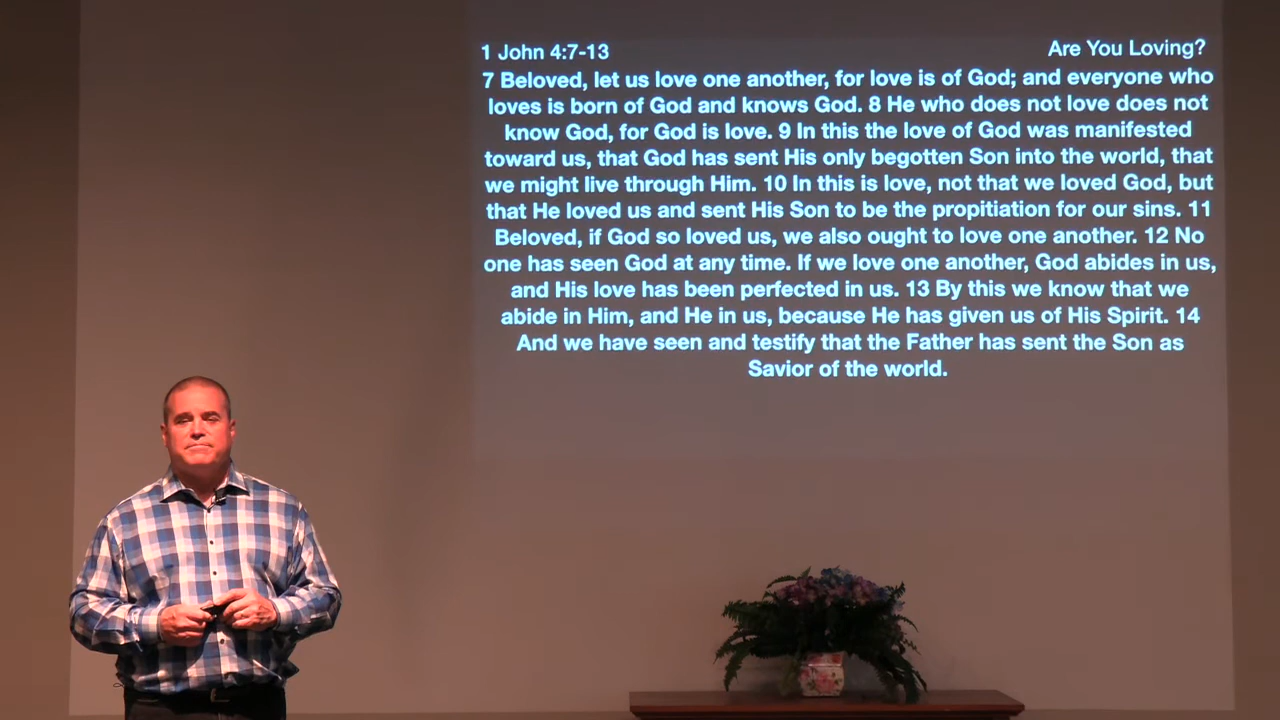 1 John 4:7-13 Are You Loving?
7 Beloved, let us love one another, for love is of God; and everyone who
loves is born of God and knows God. 8 He who does not love does not
know God, for God is love. 9 In this the love of God was manifested
toward us, that God has sent His only begotten Son into the world, that
we might live through Him. 10 In this is love, not that we loved God, but
that He loved us and sent His Son to be the propitiation for our sins. 11
Beloved, if God so loved us, we also ought to love one another. 12 No
one has seen God at any time. If we love one another, God abides in us,
and His love has been perfected in us. 13 By this we know that we
abide in Him, and He in us, because He has given us of His Spirit. 14
And we have seen and testify that the Father has sent the Son as
Savior of the world.